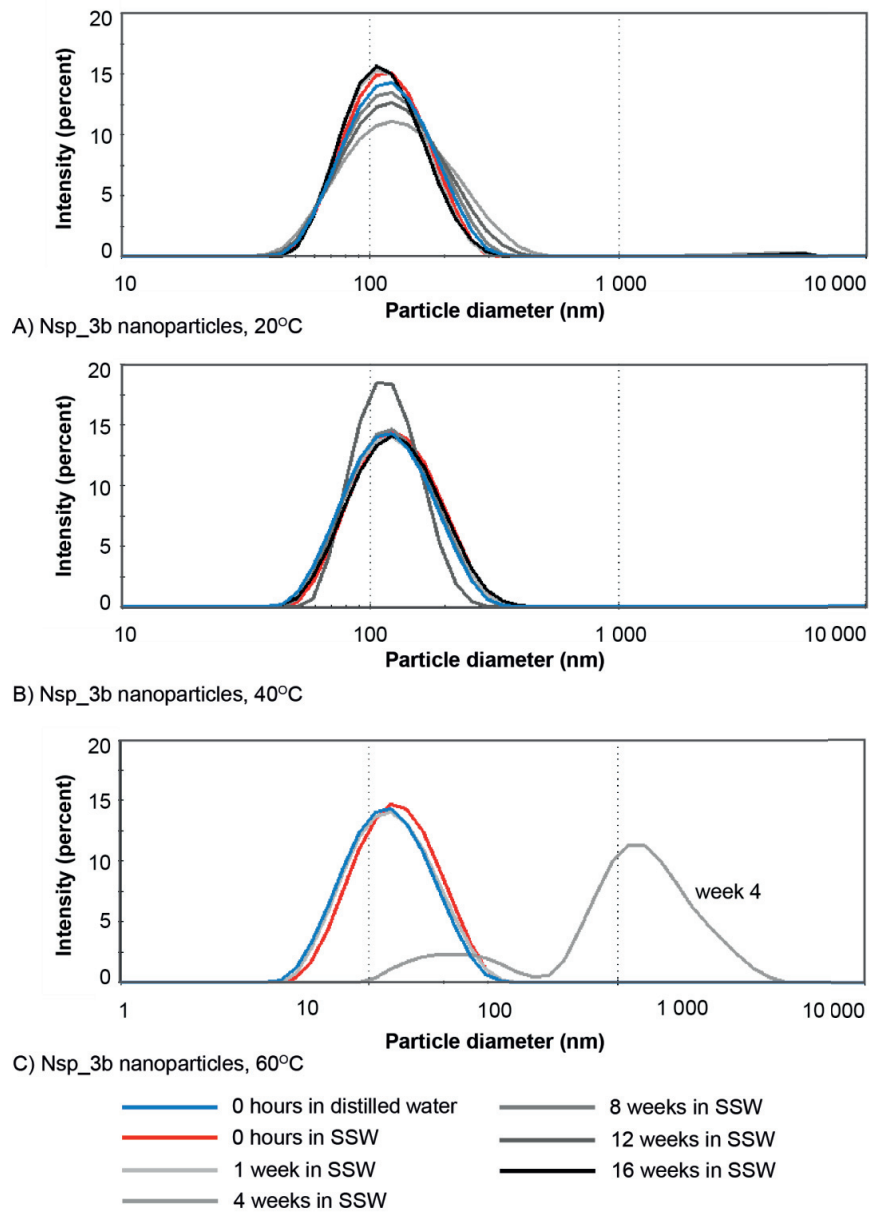 20
15
10
5
0
Intensity (percent)
10
100
1 000
10 000
Particle diameter (nm)
A) Nsp_3b nanoparticles, 20°C
20
15
10
5
0
Intensity (percent)
10
100
1 000
10 000
Particle diameter (nm)
B) Nsp_3b nanoparticles, 40°C
20
15
10
5
0
Intensity (percent)
week 4
1
10
100
1 000
10 000
Particle diameter (nm)
C) Nsp_3b nanoparticles, 60°C
0 hours in distilled water
0 hours in SSW
1 week in SSW
4 weeks in SSW
8 weeks in SSW
12 weeks in SSW
16 weeks in SSW